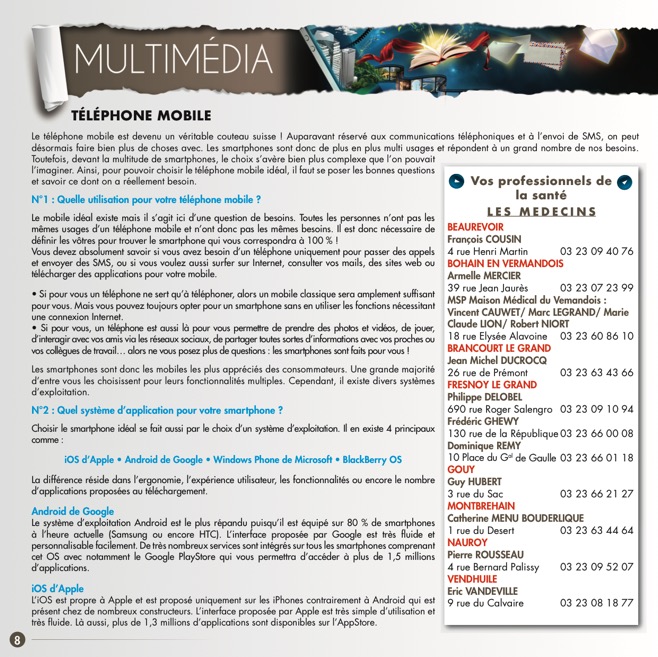 MULTIMÉDIA
TÉLÉPHONE MOBILE
Le téléphone mobile est devenu un véritable couteau suisse ! Auparavant réservé aux communications téléphoniques et à l'envoi de SMS, on peut
désormais faire bien plus de choses avec. Les smartphones sont donc de plus en plus multi usages et répondent à un grand nombre de nos besoins.
Toutefois, devant la multitude de smartphones, le choix s'avère bien plus complexe que l'on pouvait
l'imaginer. Ainsi, pour pouvoir choisir le téléphone mobile idéal, il faut se poser les bonnes questions
et savoir ce dont on a réellement besoin.
N°1 : Quelle utilisation pour votre téléphone mobile ?
Le mobile idéal existe mais il s'agit ici d'une question de besoins. Toutes les personnes n'ont pas les
mêmes usages d'un téléphone mobile et n'ont donc pas les mêmes besoins. Il est donc nécessaire de
définir les vôtres pour trouver le smartphone qui vous correspondra à 100 % !
Vous devez absolument savoir si vous avez besoin d'un téléphone uniquement pour passer des appels
et envoyer des SMS, ou si vous voulez aussi surfer sur Internet, consulter vos mails, des sites web ou
télécharger des applications pour votre mobile.
• Si pour vous un téléphone ne sert qu'à téléphoner, alors un mobile classique sera amplement suffisant
pour vous. Mais vous pouvez toujours opter pour un smartphone sans en utiliser les fonctions nécessitant
une connexion Internet.
• Si pour vous, un téléphone est aussi là pour vous permettre de prendre des photos et vidéos, de jouer,
d'interagir avec vos amis via les réseaux sociaux, de partager toutes sortes d'informations avec vos proches ou
vos collègues de travail… alors ne vous posez plus de questions : les smartphones sont faits pour vous !
Les smartphones sont donc les mobiles les plus appréciés des consommateurs. Une grande majorité
d'entre vous les choisissent pour leurs fonctionnalités multiples. Cependant, il existe divers systèmes
d'exploitation.
N°2 : Quel système d'application pour votre smartphone ?
Choisir le smartphone idéal se fait aussi par le choix d'un système d'exploitation. Il en existe 4 principaux
comme :
iOS d'Apple • Android de Google • Windows Phone de Microsoft • BlackBerry OS
La différence réside dans l'ergonomie, l'expérience utilisateur, les fonctionnalités ou encore le nombre
d'applications proposées au téléchargement.
Android de Google
Le système d'exploitation Android est le plus répandu puisqu'il est équipé sur 80 % de smartphones
à l'heure actuelle (Samsung ou encore HTC). L'interface proposée par Google est très fluide et
personnalisable facilement. De très nombreux services sont intégrés sur tous les smartphones comprenant
cet OS avec notamment le Google PlayStore qui vous permettra d'accéder à plus de 1,5 millions
d'applications.
iOS d'Apple
L'iOS est propre à Apple et est proposé uniquement sur les iPhones contrairement à Android qui est
présent chez de nombreux constructeurs. L'interface proposée par Apple est très simple d'utilisation et
très fluide. Là aussi, plus de 1,3 millions d'applications sont disponibles sur l'AppStore.
Vos professionnels de
la santé
LES MEDECINS
BEAUREVOIR
François COUSIN
4 rue Henri Martin 03 23 09 40 76
BOHAIN EN VERMANDOIS
Armelle MERCIER
39 rue Jean Jaurès 03 23 07 23 99
MSP Maison Médical du Vemandois :
Vincent CAUWET/ Marc LEGRAND/ Marie
Claude LION/ Robert NIORT
18 rue Elysée Alavoine 03 23 60 86 10
BRANCOURT LE GRAND
Jean Michel DUCROCQ
26 rue de Prémont 03 23 63 43 66
FRESNOY LE GRAND
Philippe DELOBEL
690 rue Roger Salengro 03 23 09 10 94
Frédéric GHEWY
130 rue de la République 03 23 66 00 08
Dominique REMY
10 Place du Gal de Gaulle 03 23 66 01 18
GOUY
Guy HUBERT
3 rue du Sac 03 23 66 21 27
MONTBREHAIN
Catherine MENU BOUDERLIQUE
1 rue du Desert 03 23 63 44 64
NAUROY
Pierre ROUSSEAU
4 rue Bernard Palissy 03 23 09 52 07
VENDHUILE
Eric VANDEVILLE
9 rue du Calvaire 03 23 08 18 77
8